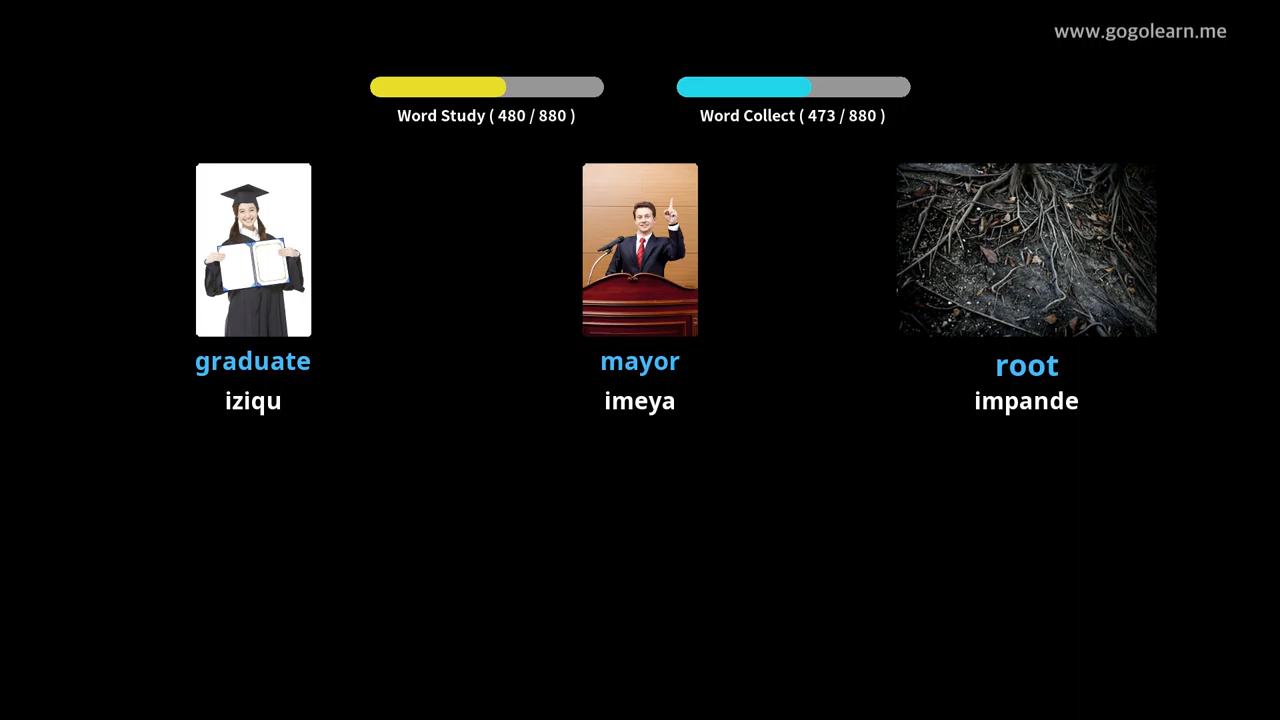 www.gogolearn.me
Word Study ( 480 / 880 )
Word Collect ( 473 / 880 )
graduate
iziqu
mayor
imeya
root
impande